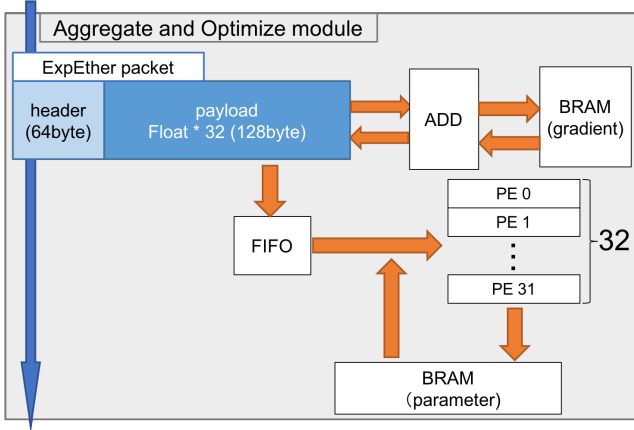 Aggregate and Optimize module
ExpEther packet
header
(64byte)
payload
Float * 32 (128byte)
ADD
BRAM
(gradient)
PE 0
PE 1
32
FIFO
PE 31
BRAM
（parameter)